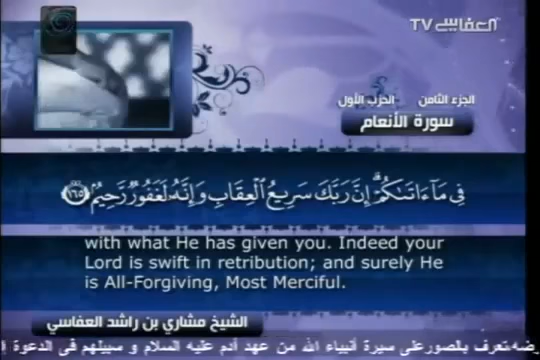 العفاسي TV
الجزء الثامن الحزب الأول
سورة الأنعام
فِي مَآ ءَاتَىٰكُمْ ۗ إِنَّ رَبَّكَ سَرِيعُ ٱلْعِقَابِ وَإِنَّهُۥ لَغَفُورٌ رَّحِيمٌ ١٦٥
with what He has given you. Indeed your
Lord is swift in retribution; and surely He
is All-Forgiving, Most Merciful.
الشيخ مشاري بن راشد العفاسي
تعرف بالصورعلى سيرة أنبياء الله من عهد آدم عليه السلام و سبيلهم فى الدعوة